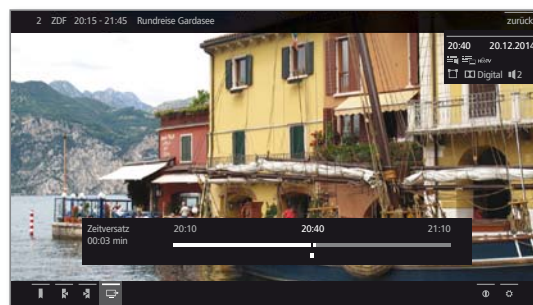 2 ZDF 20:15 - 21:45 Rundreise Gardasee zurück
20:40 20.12.2014
Digital 2
Zeitversatz 20:10 20:40 21:10
00:03 min